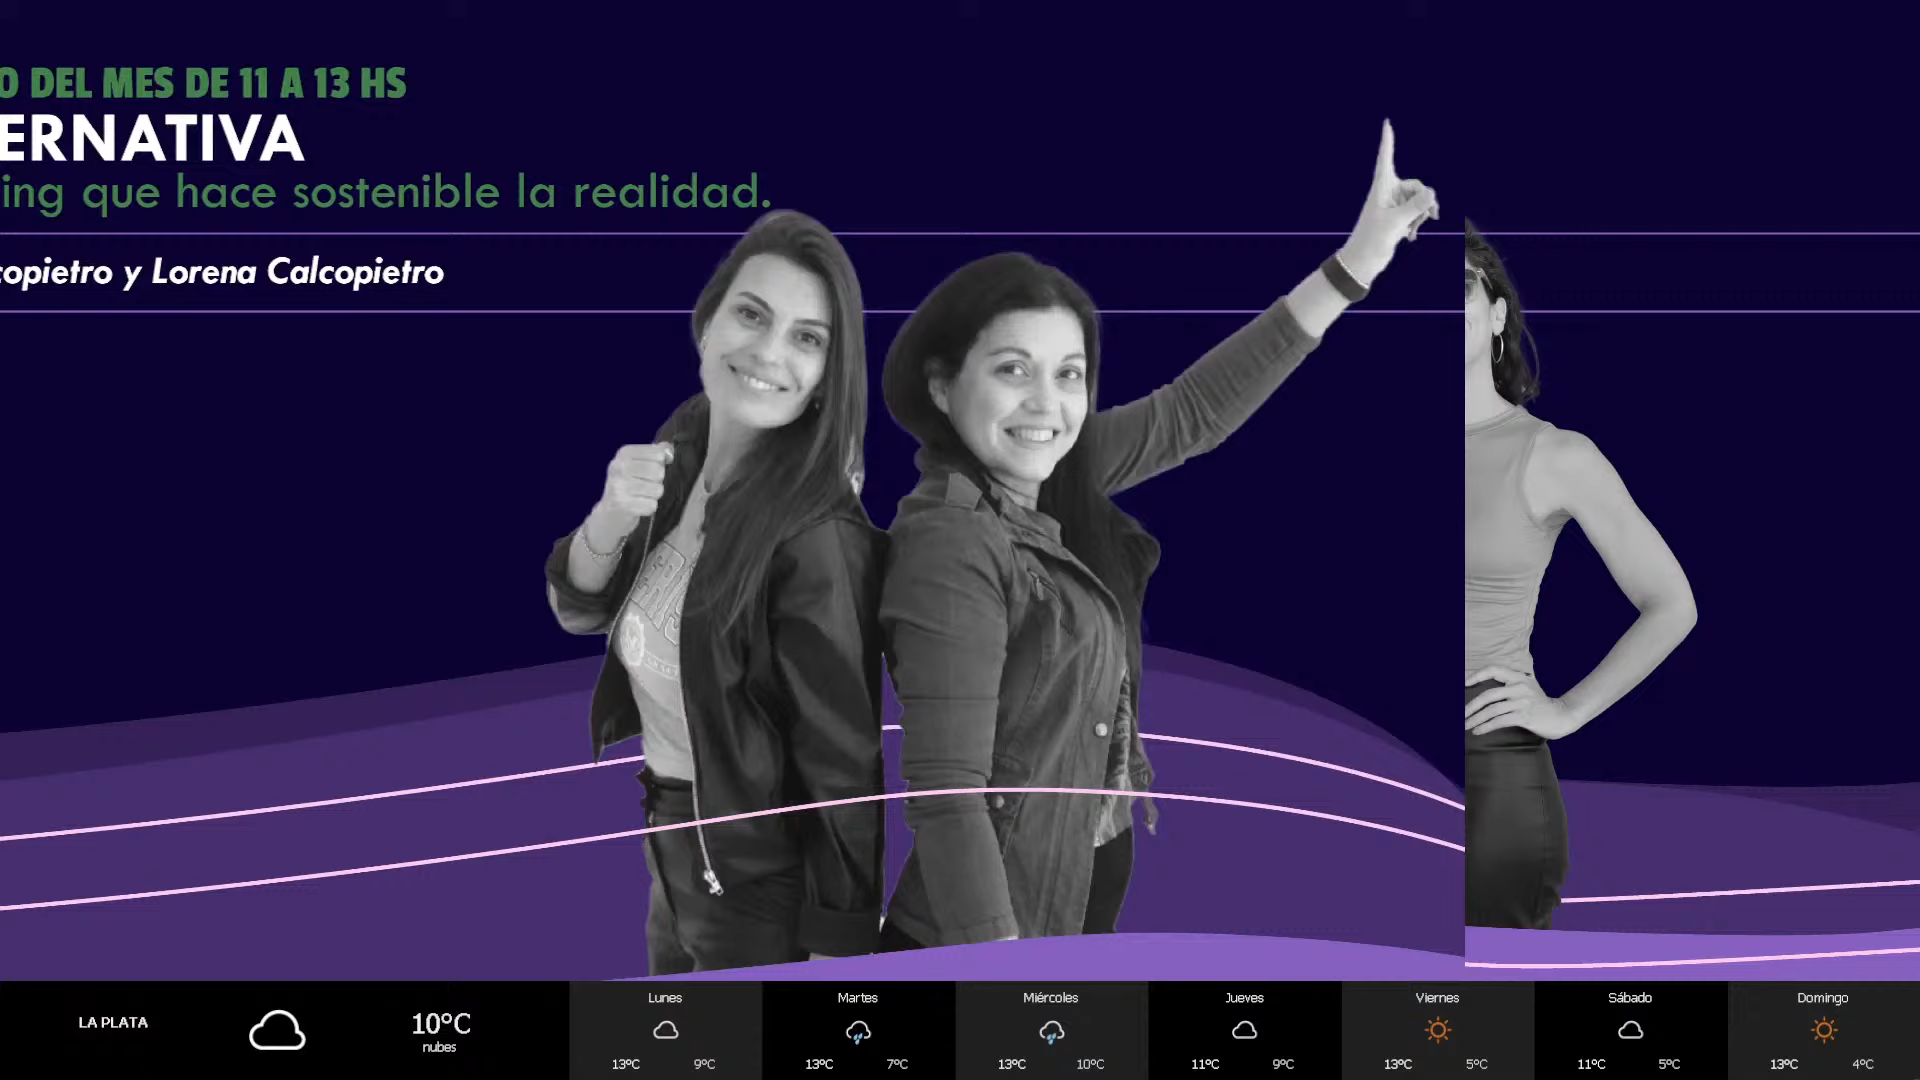 O DEL MES DE 11 A 13 HS
ERNATIVA
ing que hace sostenible la realidad.
copietro y Lorena Calcopietro
LA PLATA
10°C
nubes
Lunes
13°C 9°C
Martes
13°C 7°C
Miércoles
13°C 10°C
Jueves
11°C 9°C
Viernes
13°C 5°C
Sábado
11°C 5°C
Domingo
13°C 4°C